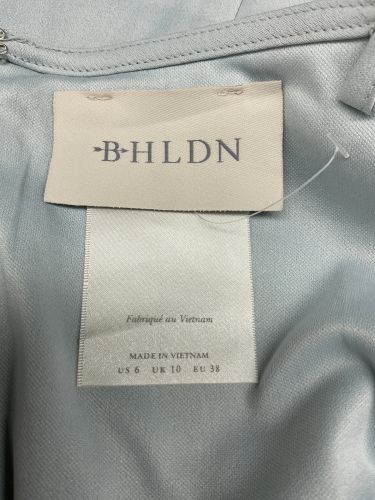 BHLDN
Fabriqué au Vietnam
MADE IN VIETNAM
US 6 UK 10 EU 38